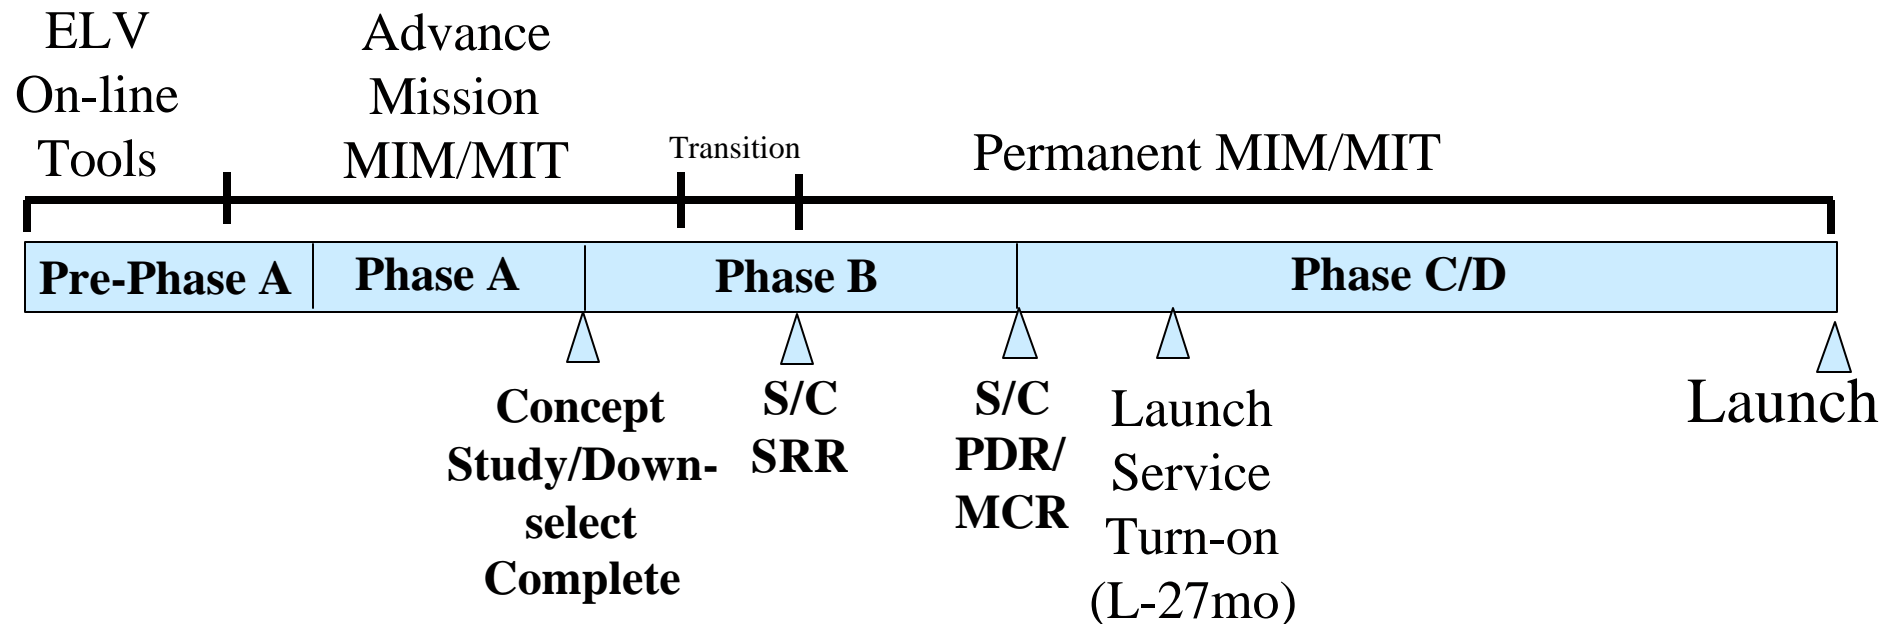 ELV
On-line
Tools
Advance
Mission
MIM/MIT
Transition
Permanent MIM/MIT
Pre-Phase A
Phase A
Phase B
Phase C/D
Concept
Study/Down-
select
Complete
S/C
SRR
S/C
PDR/
MCR
Launch
Service
Turn-on
(L-27mo)
Launch